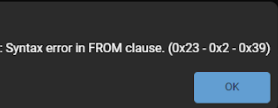 : Syntax error in FROM clause. (0x23 - 0x2 - 0x39)
OK